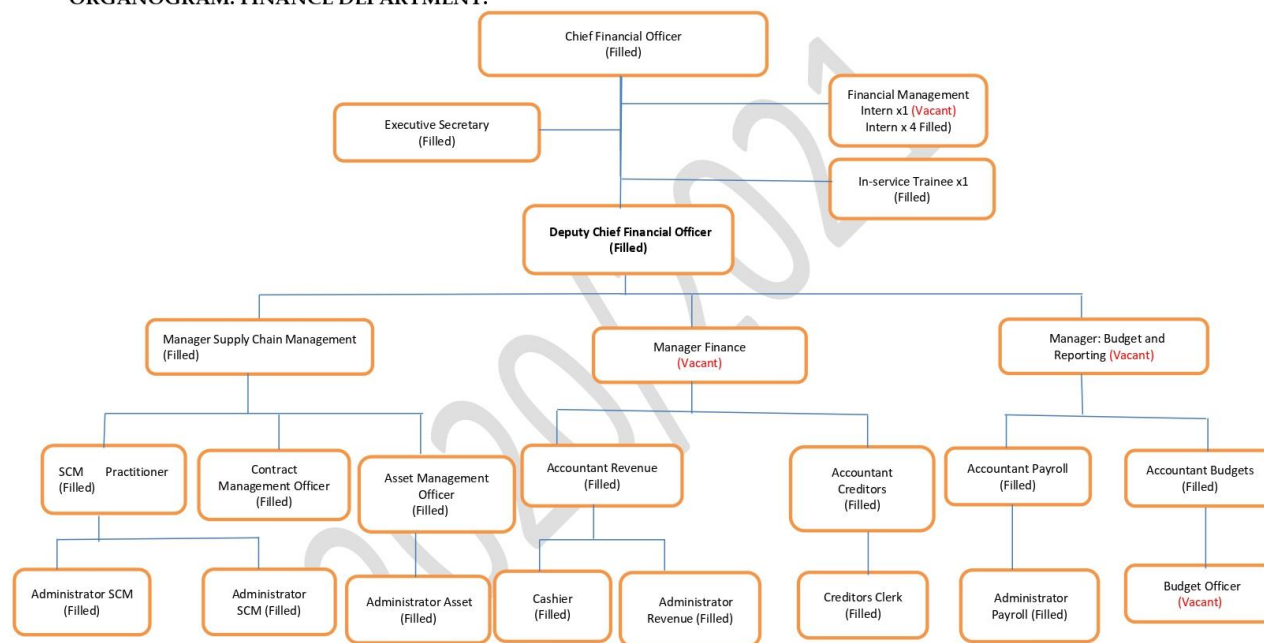 ORGANOGRAM: FINANCE DEPARTMENT:
Chief Financial Officer
(Filled)
Financial Management
Intern x1 (Vacant)
Intern x 4 Filled)
Executive Secretary
(Filled)
In-service Trainee x1
(Filled)
Deputy Chief Financial Officer
(Filled)
Manager Supply Chain Management
(Filled)
Manager Finance
(Vacant)
Manager: Budget and
Reporting (Vacant)
SCM Practitioner
(Filled)
Contract
Management Officer
(Filled)
Asset Management
Officer
(Filled)
Accountant Revenue
(Filled)
Accountant
Creditors
(Filled)
Accountant Payroll
(Filled)
Accountant Budgets
(Filled)
Administrator SCM
(Filled)
Administrator
SCM (Filled)
Administrator Asset
(Filled)
Cashier
(Filled)
Administrator
Revenue (Filled)
Creditors Clerk
(Filled)
Administrator
Payroll (Filled)
Budget Officer
(Vacant)
2020/2021